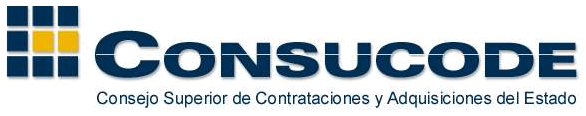 CONSUCODE
Consejo Superior de Contrataciones y Adquisiciones del Estado